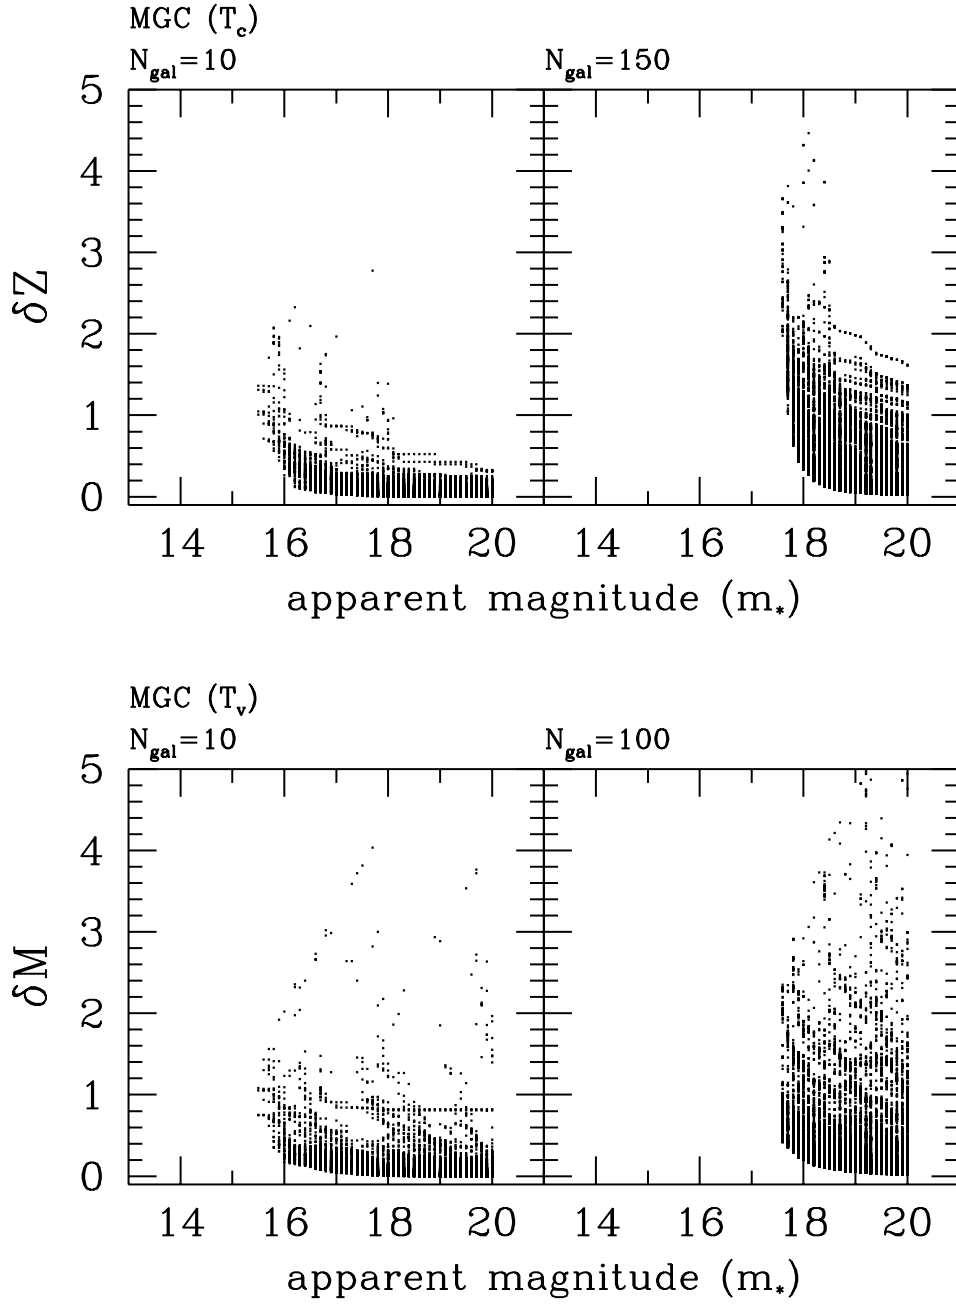 MGC (T_c)
N_gal=10 N_gal=150
5
4
3
2
1
0
δZ
14 16 18 20 14 16 18 20
apparent magnitude (m_*)
MGC (T_v)
N_gal=10 N_gal=100
5
4
3
2
1
0
δM
14 16 18 20 14 16 18 20
apparent magnitude (m_*)